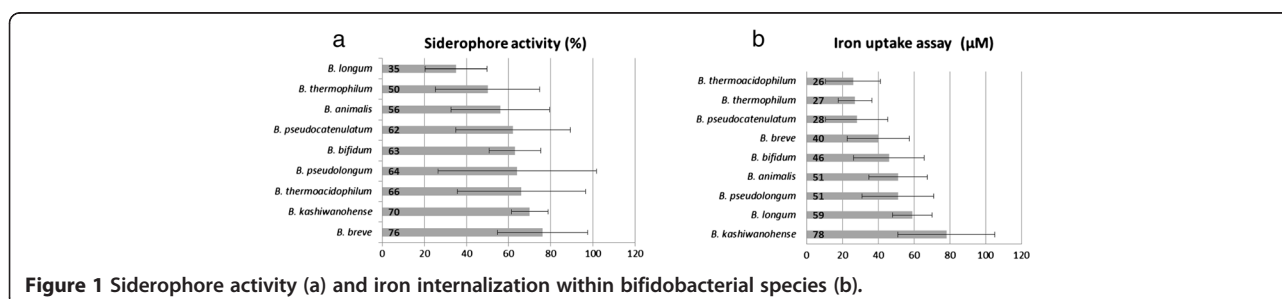 a Siderophore activity (%)
B. longum 35
B. thermophilum 50
B. animalis 56
B. pseudocatenulatum 62
B. bifidum 63
B. pseudolongum 64
B. thermoacidophilum 66
B. kashiwanohense 70
B. breve 76
0 20 40 60 80 100 120
b Iron uptake assay (µM)
B. thermoacidophilum 26
B. thermophilum 27
B. pseudocatenulatum 28
B. breve 40
B. bifidum 46
B. animalis 51
B. pseudolongum 51
B. longum 59
B. kashiwanohense 78
0 20 40 60 80 100 120
Figure 1 Siderophore activity (a) and iron internalization within bifidobacterial species (b).